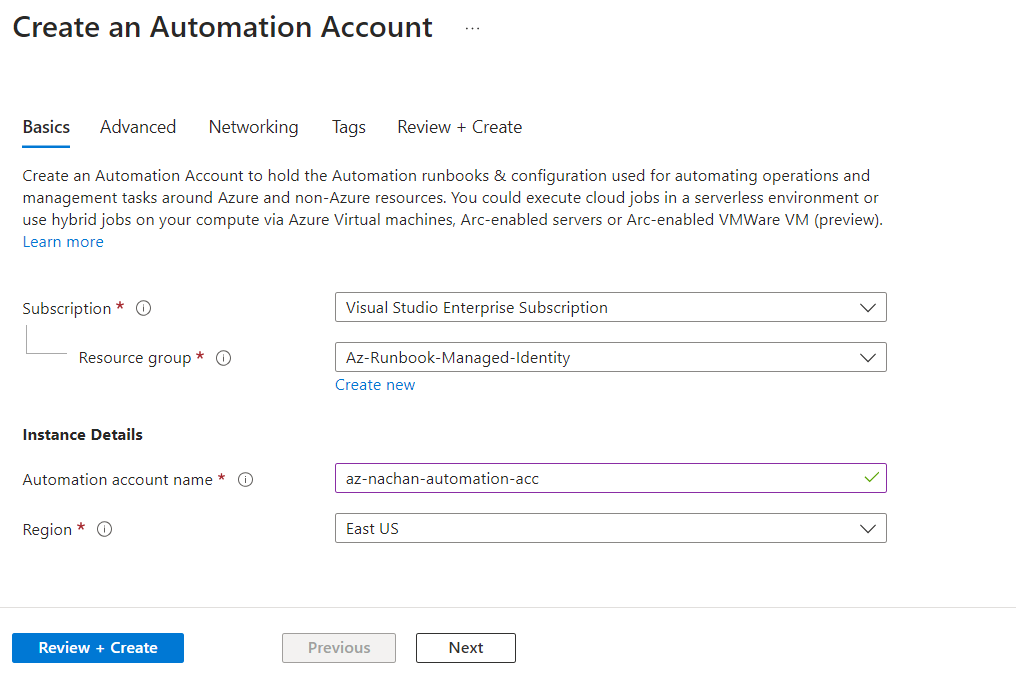 Create an Automation Account ...
Basics Advanced Networking Tags Review + Create
Create an Automation Account to hold the Automation runbooks & configuration used for automating operations and
management tasks around Azure and non-Azure resources. You could execute cloud jobs in a serverless environment or
use hybrid jobs on your compute via Azure Virtual machines, Arc-enabled servers or Arc-enabled VMWare VM (preview).
Learn more
Subscription * Visual Studio Enterprise Subscription
Resource group * Az-Runbook-Managed-Identity
Create new
Instance Details
Automation account name * az-nachan-automation-acc
Region * East US
Review + Create Previous Next